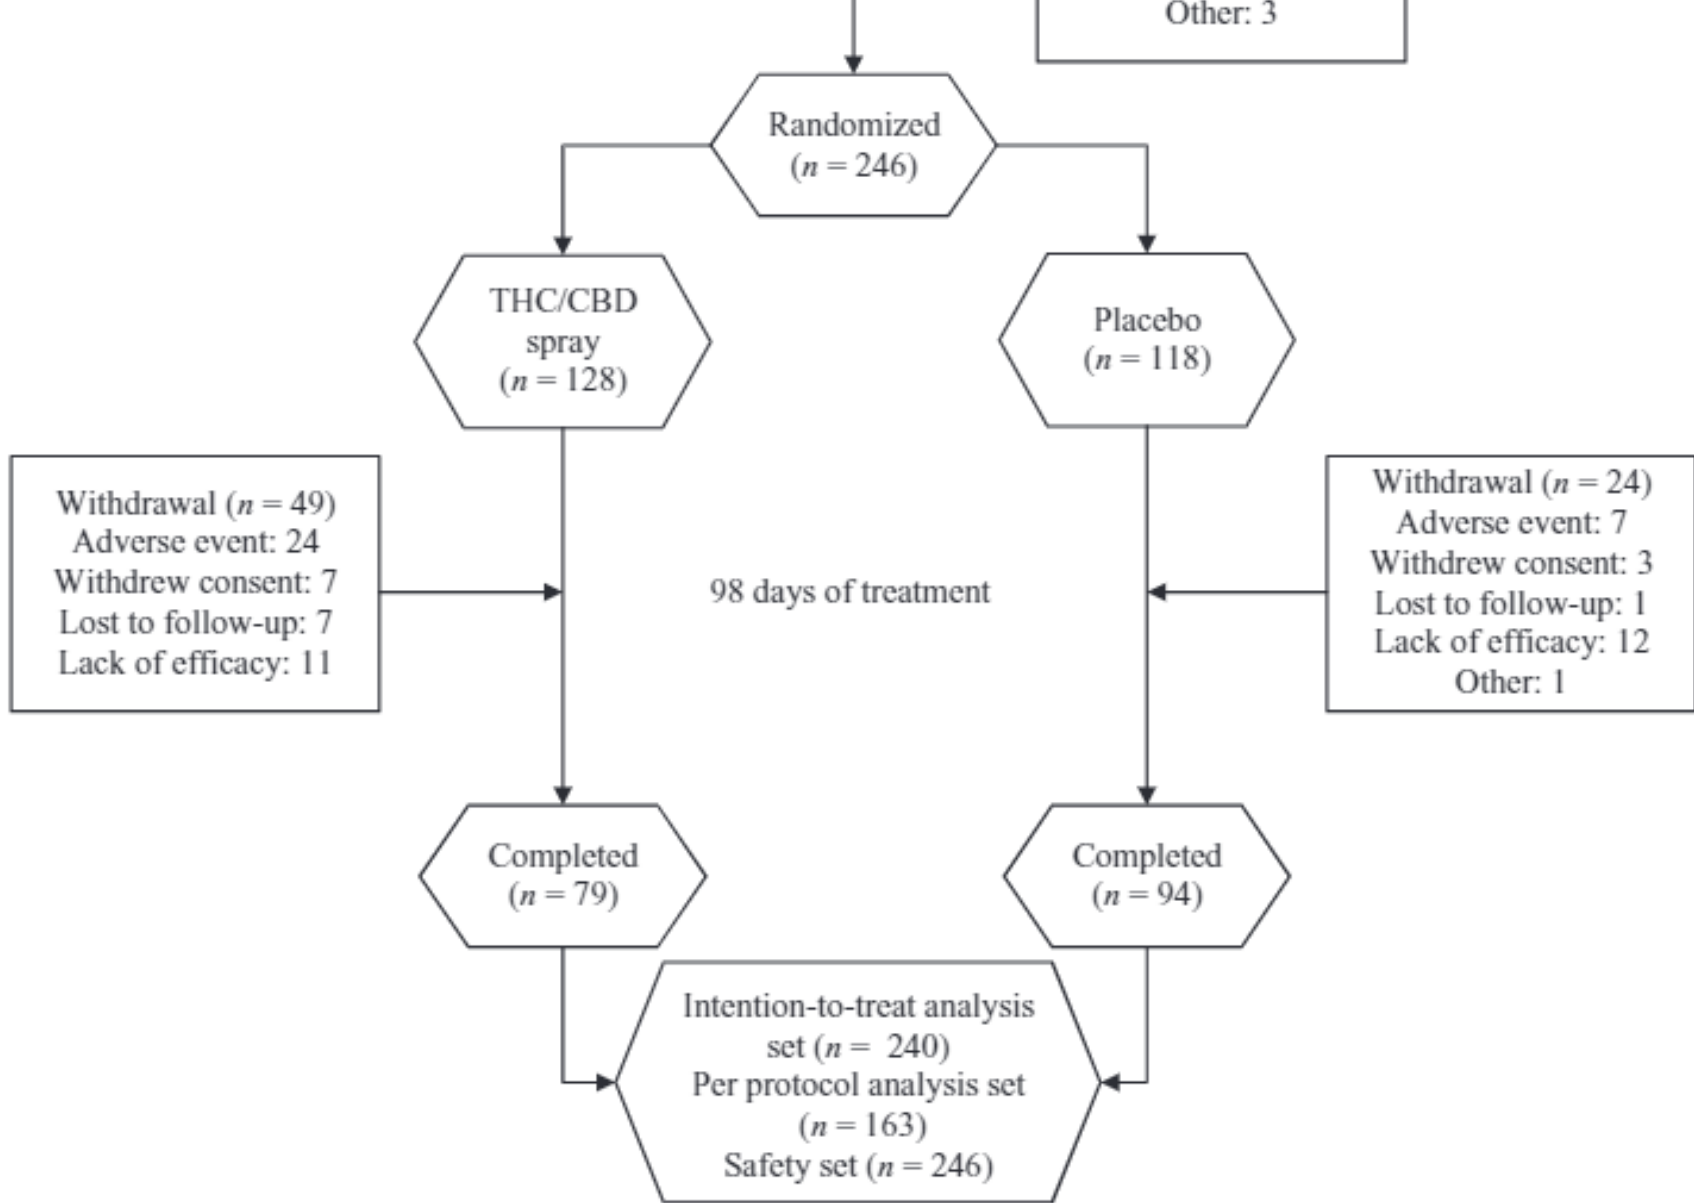 Other: 3
Randomized
(n = 246)
THC/CBD
spray
(n = 128)
Placebo
(n = 118)
Withdrawal (n = 49)
Adverse event: 24
Withdrew consent: 7
Lost to follow-up: 7
Lack of efficacy: 11
98 days of treatment
Withdrawal (n = 24)
Adverse event: 7
Withdrew consent: 3
Lost to follow-up: 1
Lack of efficacy: 12
Other: 1
Completed
(n = 79)
Completed
(n = 94)
Intention-to-treat analysis
set (n = 240)
Per protocol analysis set
(n = 163)
Safety set (n = 246)